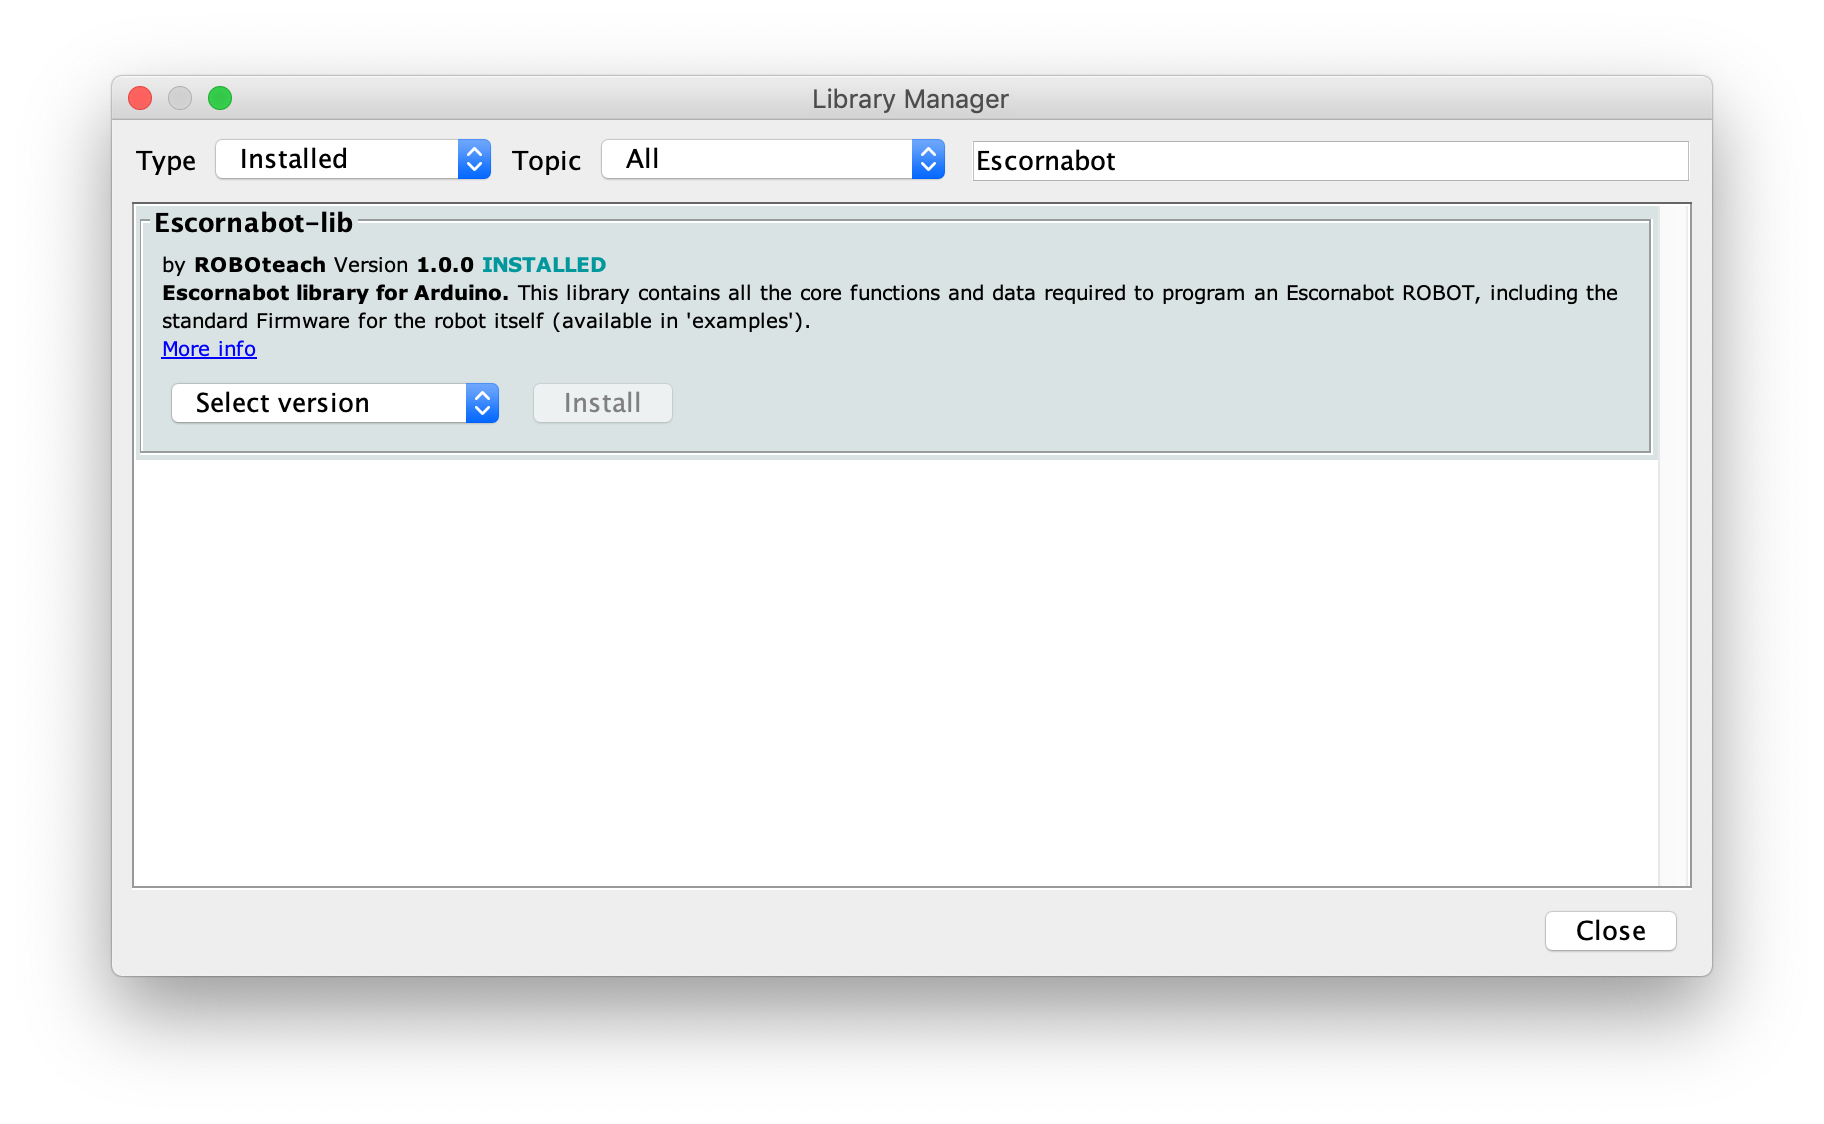 Library Manager
Type Installed Topic All Escornabot
Escornabot-lib
by ROBOteach Version 1.0.0 INSTALLED
Escornabot library for Arduino. This library contains all the core functions and data required to program an Escornabot ROBOT, including the
standard Firmware for the robot itself (available in 'examples').
More info
Select version Install
Close